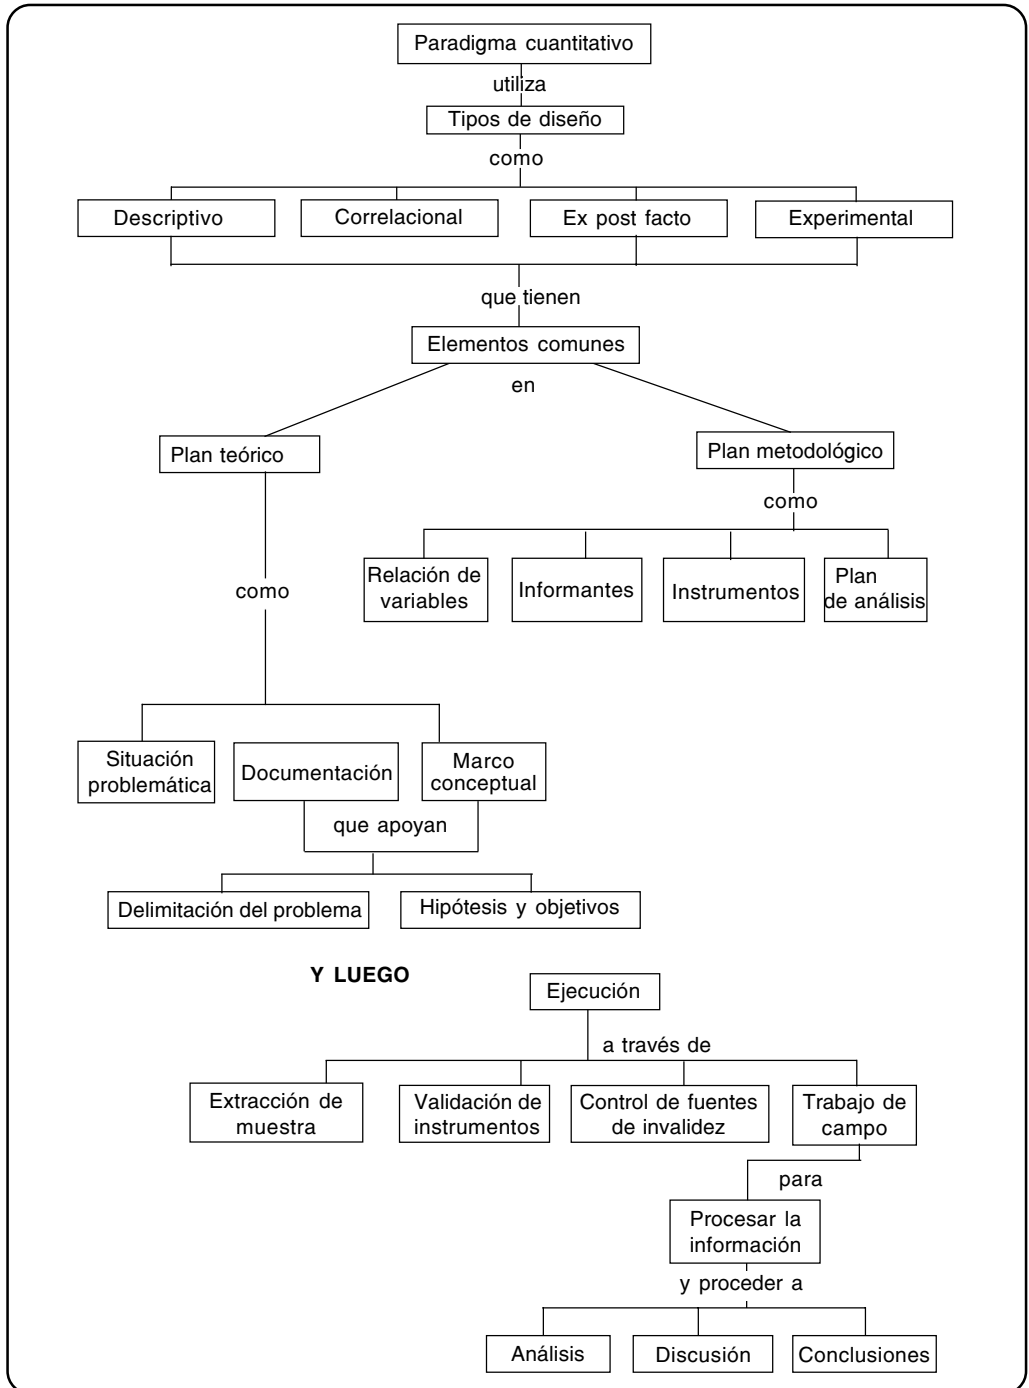 Paradigma cuantitativo
utiliza
Tipos de diseño
como
Descriptivo
Correlacional
Ex post facto
Experimental
que tienen
Elementos comunes
en
Plan teórico
Plan metodológico
como
Relación de
variables
Informantes
Instrumentos
Plan
de análisis
como
Situación
problemática
Documentación
Marco
conceptual
que apoyan
Delimitación del problema
Hipótesis y objetivos
Y LUEGO
Ejecución
a través de
Extracción de
muestra
Validación de
instrumentos
Control de fuentes
de invalidez
Trabajo de
campo
para
Procesar la
información
y proceder a
Análisis
Discusión
Conclusiones